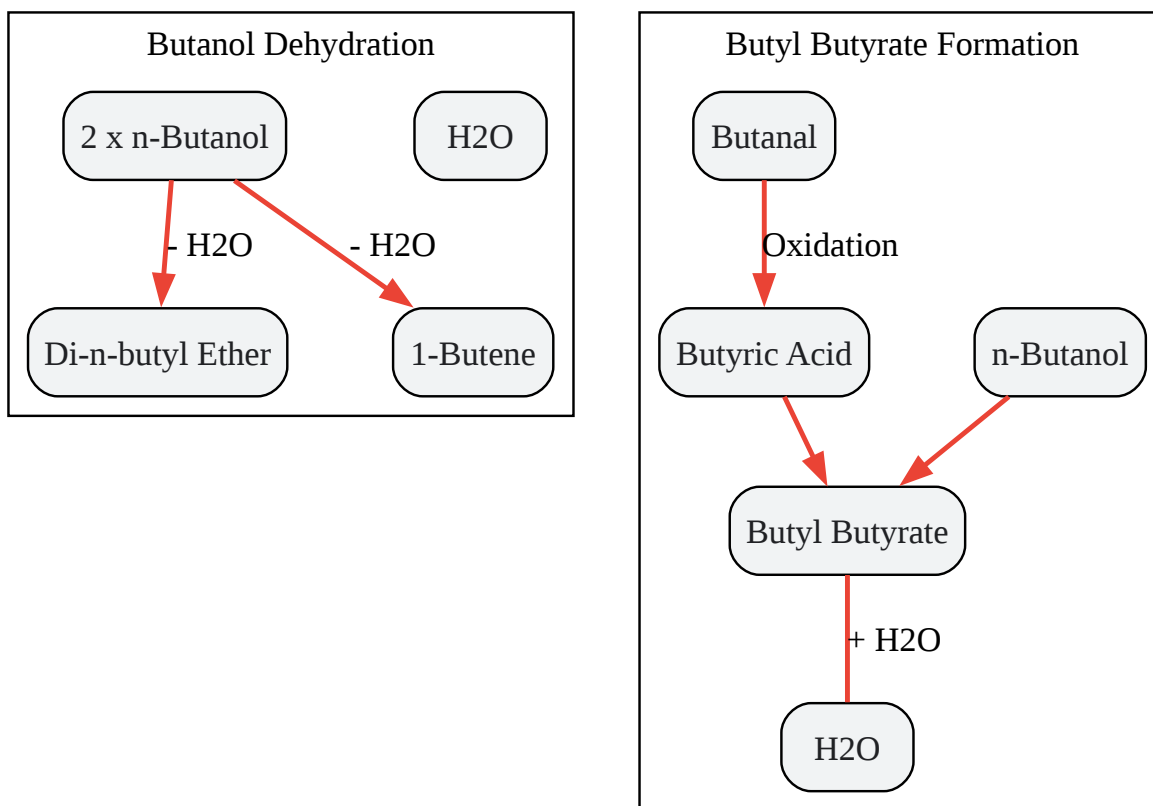 Butanol Dehydration
2 x n-Butanol
H2O
- H2O
- H2O
Di-n-butyl Ether
1-Butene
Butyl Butyrate Formation
Butanal
Oxidation
Butyric Acid
n-Butanol
Butyl Butyrate
+ H2O
H2O